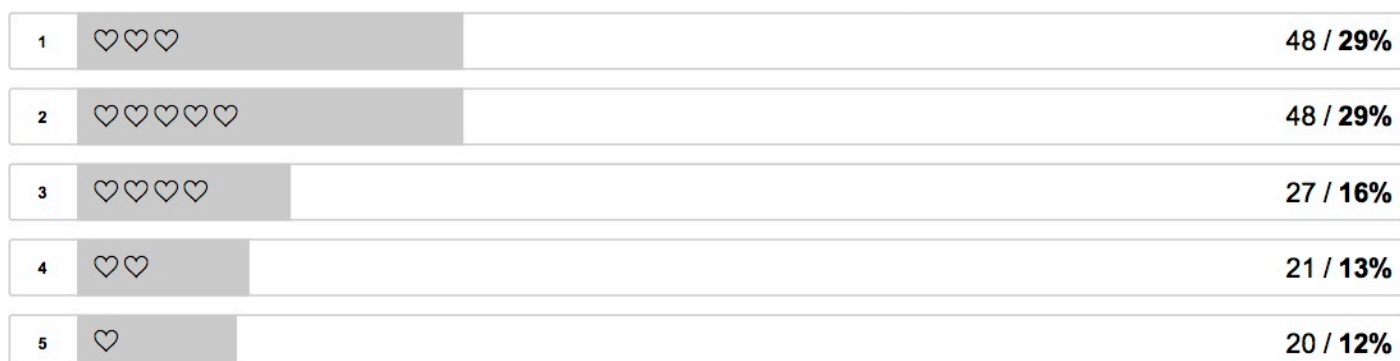 1 ♡♡♡ 48 / 29%
2 ♡♡♡♡♡ 48 / 29%
3 ♡♡♡♡ 27 / 16%
4 ♡♡ 21 / 13%
5 ♡ 20 / 12%